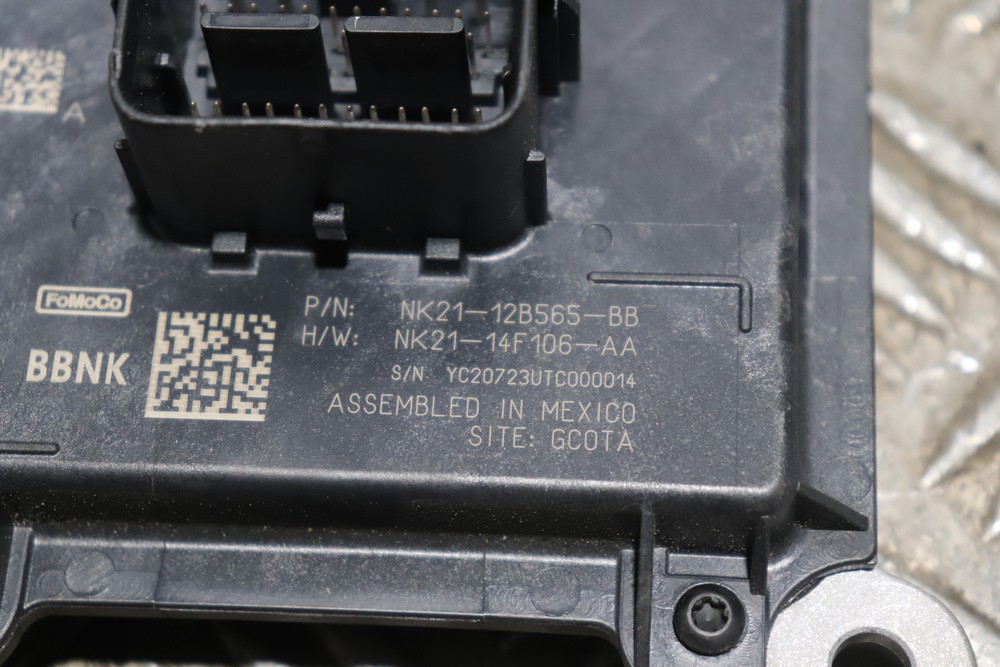 A
FoMoCo
BBNK
P/N: NK21-12B565-BB
H/W: NK21-14F106-AA
S/N YC20723UTC000014
ASSEMBLED IN MEXICO
SITE: GCOTA